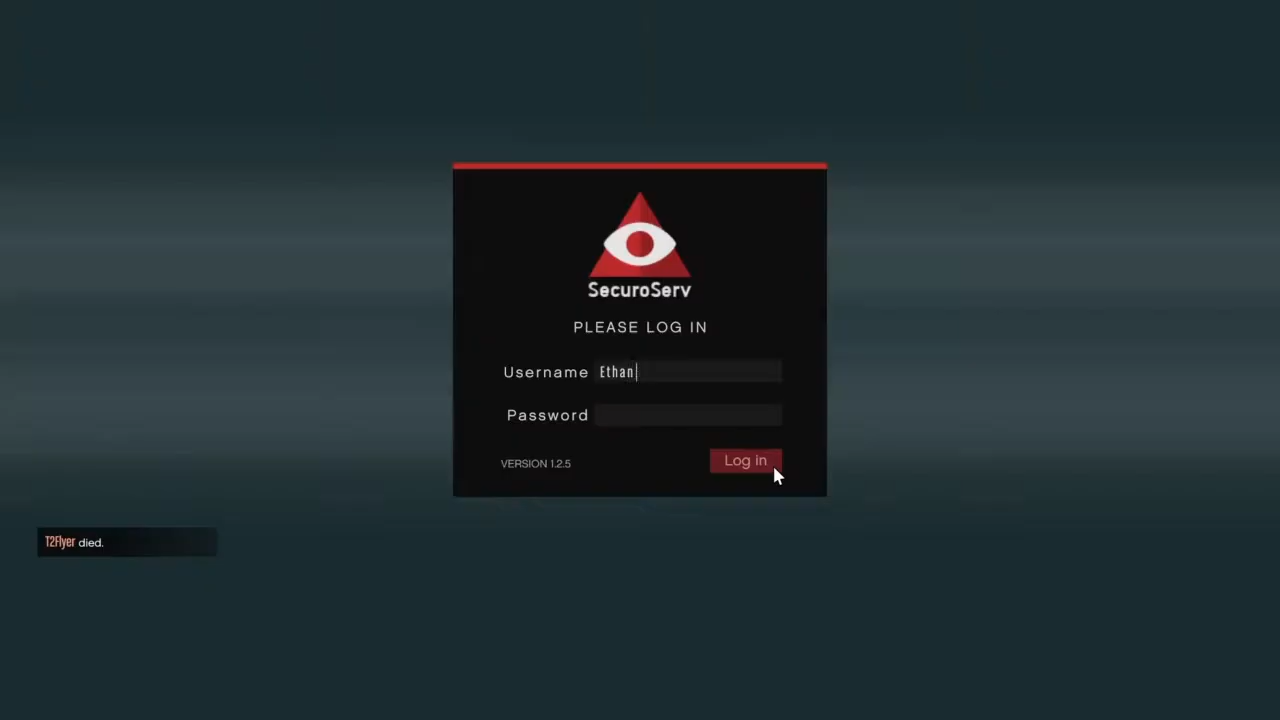 SecuroServ
PLEASE LOG IN
Username Ethan
Password
VERSION 1.2.5
Log in
T2Flyer died.